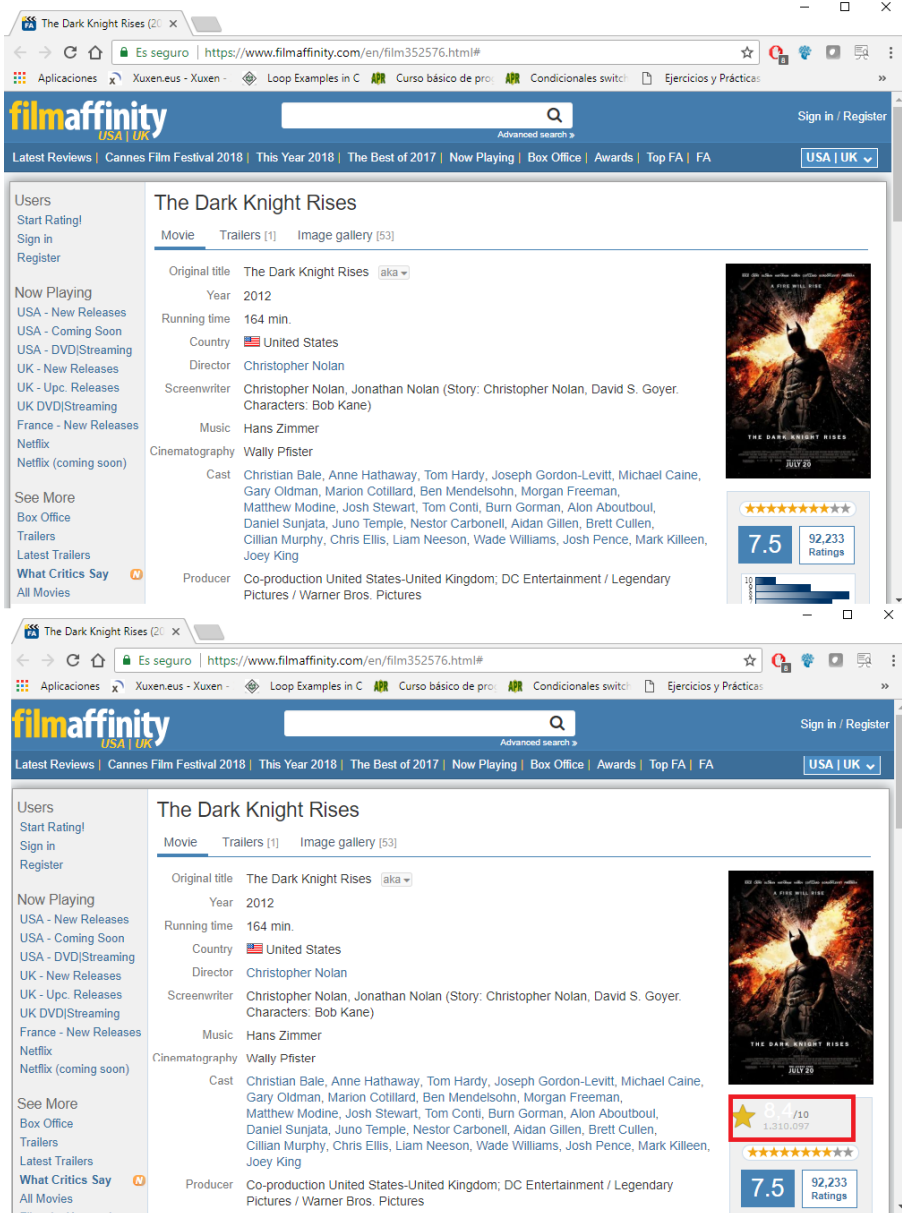 The Dark Knight Rises (20
Es seguro | https://www.filmaffinity.com/en/film352576.html#
8
Aplicaciones Xuxen.eus - Xuxen - Loop Examples in C APR Curso básico de pro APR Condicionales switch Ejercicios y Prácticas »
filmaffinity
USA | UK
Advanced search »
Sign in / Register
Latest Reviews | Cannes Film Festival 2018 | This Year 2018 | The Best of 2017 | Now Playing | Box Office | Awards | Top FA | FA
USA | UK
Users
Start Rating!
Sign in
Register
Now Playing
USA - New Releases
USA - Coming Soon
USA - DVD|Streaming
UK - New Releases
UK - Upc. Releases
UK DVD|Streaming
France - New Releases
Netflix
Netflix (coming soon)
See More
Box Office
Trailers
Latest Trailers
What Critics Say N
All Movies
The Dark Knight Rises
Movie Trailers [1] Image gallery [53]
Original title The Dark Knight Rises aka
Year 2012
Running time 164 min.
Country United States
Director Christopher Nolan
Screenwriter Christopher Nolan, Jonathan Nolan (Story: Christopher Nolan, David S. Goyer.
Characters: Bob Kane)
Music Hans Zimmer
Cinematography Wally Pfister
Cast Christian Bale, Anne Hathaway, Tom Hardy, Joseph Gordon-Levitt, Michael Caine,
Gary Oldman, Marion Cotillard, Ben Mendelsohn, Morgan Freeman,
Matthew Modine, Josh Stewart, Tom Conti, Burn Gorman, Alon Aboutboul,
Daniel Sunjata, Juno Temple, Nestor Carbonell, Aidan Gillen, Brett Cullen,
Cillian Murphy, Chris Ellis, Liam Neeson, Wade Williams, Josh Pence, Mark Killeen,
Joey King
Producer Co-production United States-United Kingdom; DC Entertainment / Legendary
Pictures / Warner Bros. Pictures
A FIRE WILL RISE
THE DARK KNIGHT RISES
JULY 20
7.5
92,233
Ratings
10
The Dark Knight Rises (20
Es seguro | https://www.filmaffinity.com/en/film352576.html#
8
Aplicaciones Xuxen.eus - Xuxen - Loop Examples in C APR Curso básico de pro APR Condicionales switch Ejercicios y Prácticas »
filmaffinity
USA | UK
Advanced search »
Sign in / Register
Latest Reviews | Cannes Film Festival 2018 | This Year 2018 | The Best of 2017 | Now Playing | Box Office | Awards | Top FA | FA
USA | UK
Users
Start Rating!
Sign in
Register
Now Playing
USA - New Releases
USA - Coming Soon
USA - DVD|Streaming
UK - New Releases
UK - Upc. Releases
UK DVD|Streaming
France - New Releases
Netflix
Netflix (coming soon)
See More
Box Office
Trailers
Latest Trailers
What Critics Say N
All Movies
The Dark Knight Rises
Movie Trailers [1] Image gallery [53]
Original title The Dark Knight Rises aka
Year 2012
Running time 164 min.
Country United States
Director Christopher Nolan
Screenwriter Christopher Nolan, Jonathan Nolan (Story: Christopher Nolan, David S. Goyer.
Characters: Bob Kane)
Music Hans Zimmer
Cinematography Wally Pfister
Cast Christian Bale, Anne Hathaway, Tom Hardy, Joseph Gordon-Levitt, Michael Caine,
Gary Oldman, Marion Cotillard, Ben Mendelsohn, Morgan Freeman,
Matthew Modine, Josh Stewart, Tom Conti, Burn Gorman, Alon Aboutboul,
Daniel Sunjata, Juno Temple, Nestor Carbonell, Aidan Gillen, Brett Cullen,
Cillian Murphy, Chris Ellis, Liam Neeson, Wade Williams, Josh Pence, Mark Killeen,
Joey King
Producer Co-production United States-United Kingdom; DC Entertainment / Legendary
Pictures / Warner Bros. Pictures
A FIRE WILL RISE
THE DARK KNIGHT RISES
JULY 20
8,4/10
1.310.097
7.5
92,233
Ratings